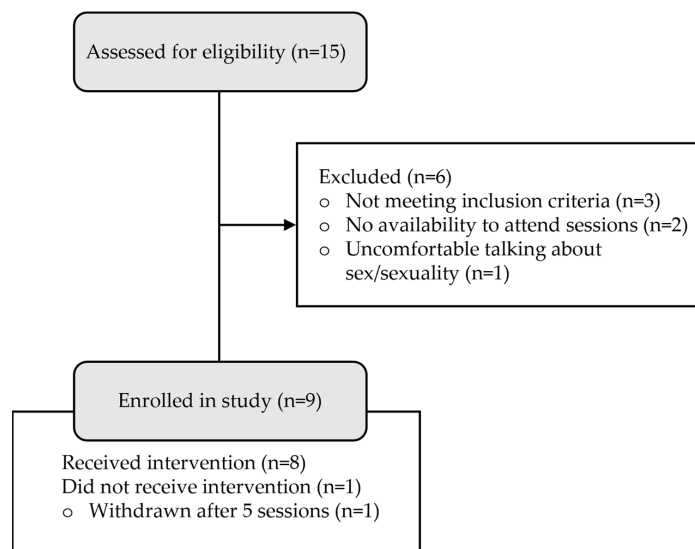 Assessed for eligibility (n=15)
Excluded (n=6)
o Not meeting inclusion criteria (n=3)
o No availability to attend sessions (n=2)
o Uncomfortable talking about
sex/sexuality (n=1)
Enrolled in study (n=9)
Received intervention (n=8)
Did not receive intervention (n=1)
o Withdrawn after 5 sessions (n=1)